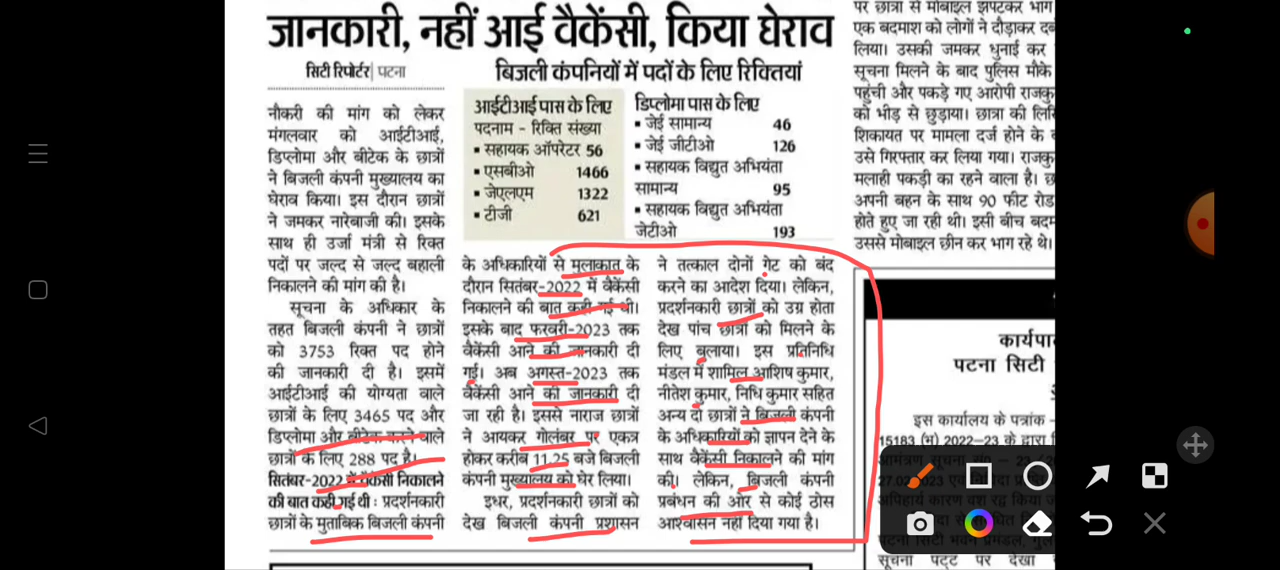 जानकारी, नहीं आई वैकेंसी, किया घेराव
सिटी रिपोर्टर| पटना
नौकरी की मांग को लेकर
मंगलवार को आईटीआई,
डिप्लोमा और बीटेक के छात्रों
ने बिजली कंपनी मुख्यालय का
घेराव किया। इस दौरान छात्रों
ने जमकर नारेबाजी की। इसके
साथ ही उर्जा मंत्री से रिक्त
पदों पर जल्द से जल्द बहाली
निकालने की मांग की है।
सूचना के अधिकार के
तहत बिजली कंपनी ने छात्रों
को 3753 रिक्त पद होने
की जानकारी दी है। इसमें
आईटीआई की योग्यता वाले
छात्रों के लिए 3465 पद और
डिप्लोमा और बीटेक करने वाले
छात्रों के लिए 288 पद है।
सितंबर-2022 में वैकेंसी निकालने
की बात कही गई थी : प्रदर्शनकारी
छात्रों के मुताबिक बिजली कंपनी
बिजली कंपनियों में पदों के लिए रिक्तियां
आईटीआई पास के लिए
पदनाम - रिक्ति संख्या
▪ सहायक ऑपरेटर 56
▪ एसबीओ 1466
▪ जेएलएम 1322
▪ टीजी 621
डिप्लोमा पास के लिए
▪ जेई सामान्य 46
▪ जेई जीटीओ 126
▪ सहायक विद्युत अभियंता
सामान्य 95
▪ सहायक विद्युत अभियंता
जेटीओ 193
के अधिकारियों से मुलाकात के
दौरान सितंबर-2022 में वैकेंसी
निकालने की बात कही गई थी।
इसके बाद फरवरी-2023 तक
वैकेंसी आने की जानकारी दी
गई। अब अगस्त-2023 तक
वैकेंसी आने की जानकारी दी
जा रही है। इससे नाराज छात्रों
ने आयकर गोलंबर पर एकत्र
होकर करीब 11.25 बजे बिजली
कंपनी मुख्यालय को घेर लिया।
इधर, प्रदर्शनकारी छात्रों को
देख बिजली कंपनी प्रशासन
ने तत्काल दोनों गेट को बंद
करने का आदेश दिया। लेकिन,
प्रदर्शनकारी छात्रों को उग्र होता
देख पांच छात्रों को मिलने के
लिए बुलाया। इस प्रतिनिधि
मंडल में शामिल आशिष कुमार,
नीतेश कुमार, निधि कुमार सहित
अन्य दो छात्रों ने बिजली कंपनी
के अधिकारियों को ज्ञापन देने के
साथ वैकेंसी निकालने की मांग
की। लेकिन, बिजली कंपनी
प्रबंधन की ओर से कोई ठोस
आश्वासन नहीं दिया गया है।
पर छात्रा से मोबाइल झपटकर भाग
एक बदमाश को लोगों ने दौड़ाकर
लिया। उसकी जमकर धुनाई कर
सूचना मिलने के बाद पुलिस मौके
पहुंची और पकड़े गए आरोपी
को भीड़ से छुड़ाया। छात्रा की
शिकायत पर मामला दर्ज होने के
उसे गिरफ्तार कर लिया गया।
मलाही पकड़ी का रहने वाला है।
अपनी बहन के साथ 90 फीट रोड
होते हुए जा रही थी। इसी बीच
उससे मोबाइल छीन कर भाग रहे थे।
पटना सिटी
इस कार्यालय के पत्रांक -
15183 (भ) 2022-23 के द्वारा
सूचना पट्ट पर देखा